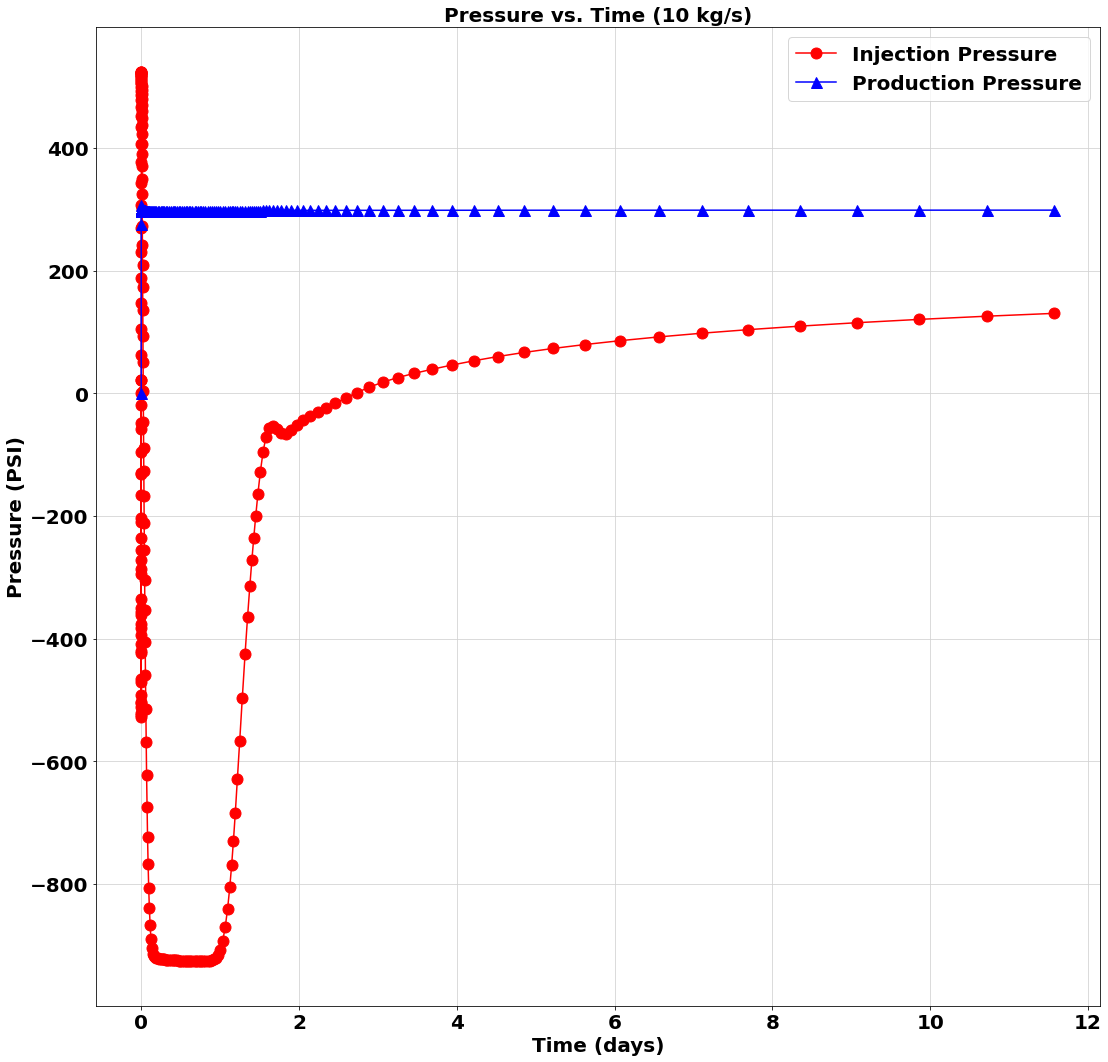 Pressure vs. Time (10 kg/s)
Injection Pressure
Production Pressure
Pressure (PSI)
400
200
0
−200
−400
−600
−800
0 2 4 6 8 10 12
Time (days)